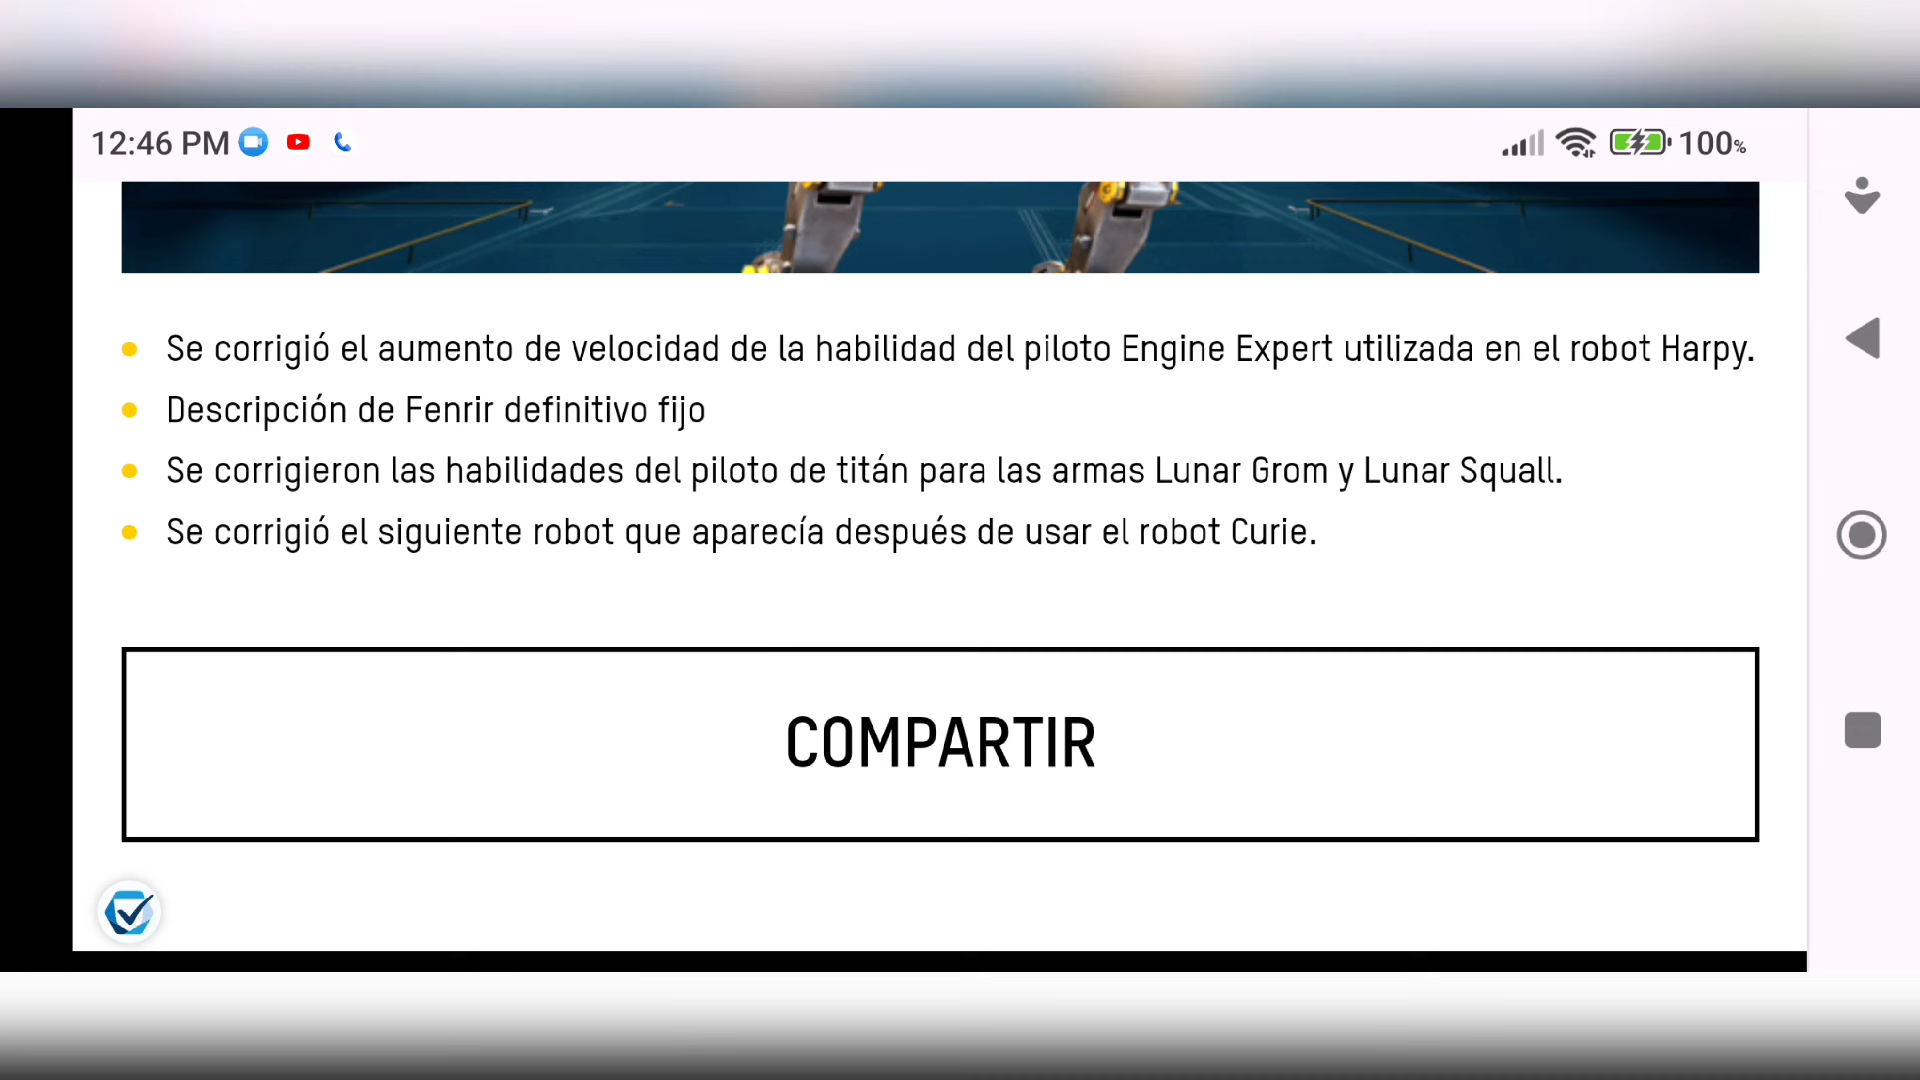 12:46 PM
100%
Se corrigió el aumento de velocidad de la habilidad del piloto Engine Expert utilizada en el robot Harpy.
Descripción de Fenrir definitivo fijo
Se corrigieron las habilidades del piloto de titán para las armas Lunar Grom y Lunar Squall.
Se corrigió el siguiente robot que aparecía después de usar el robot Curie.
COMPARTIR